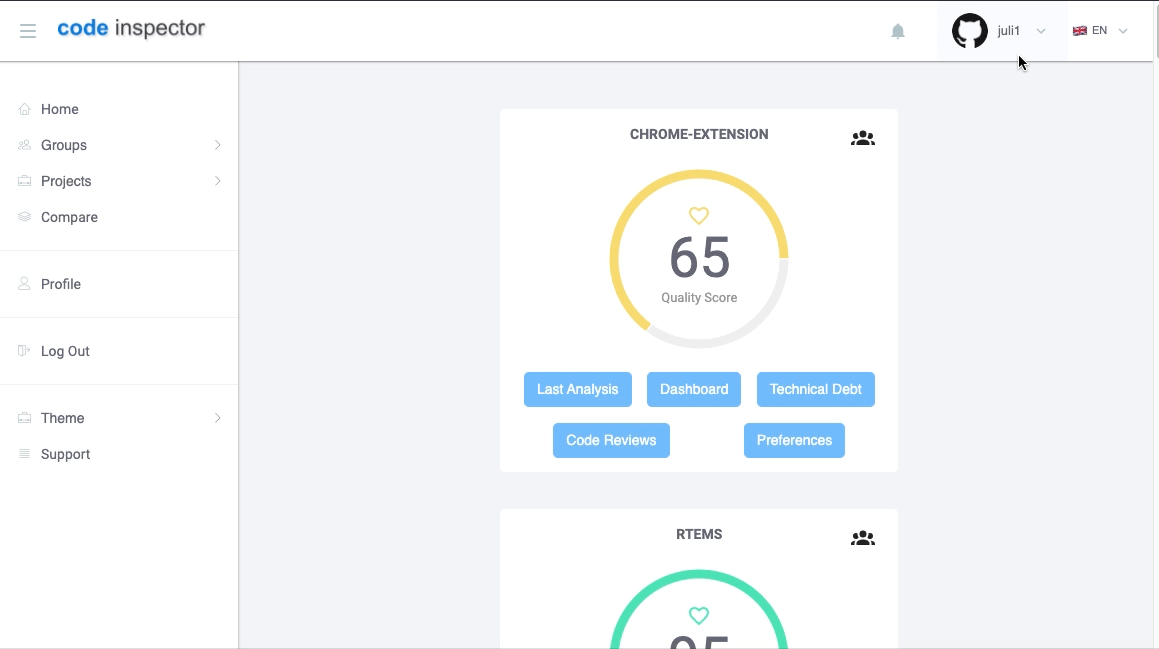 code inspector
juli1
EN
Home
Groups
Projects
Compare
Profile
Log Out
Theme
Support
CHROME-EXTENSION
65
Quality Score
Last Analysis
Dashboard
Technical Debt
Code Reviews
Preferences
RTEMS